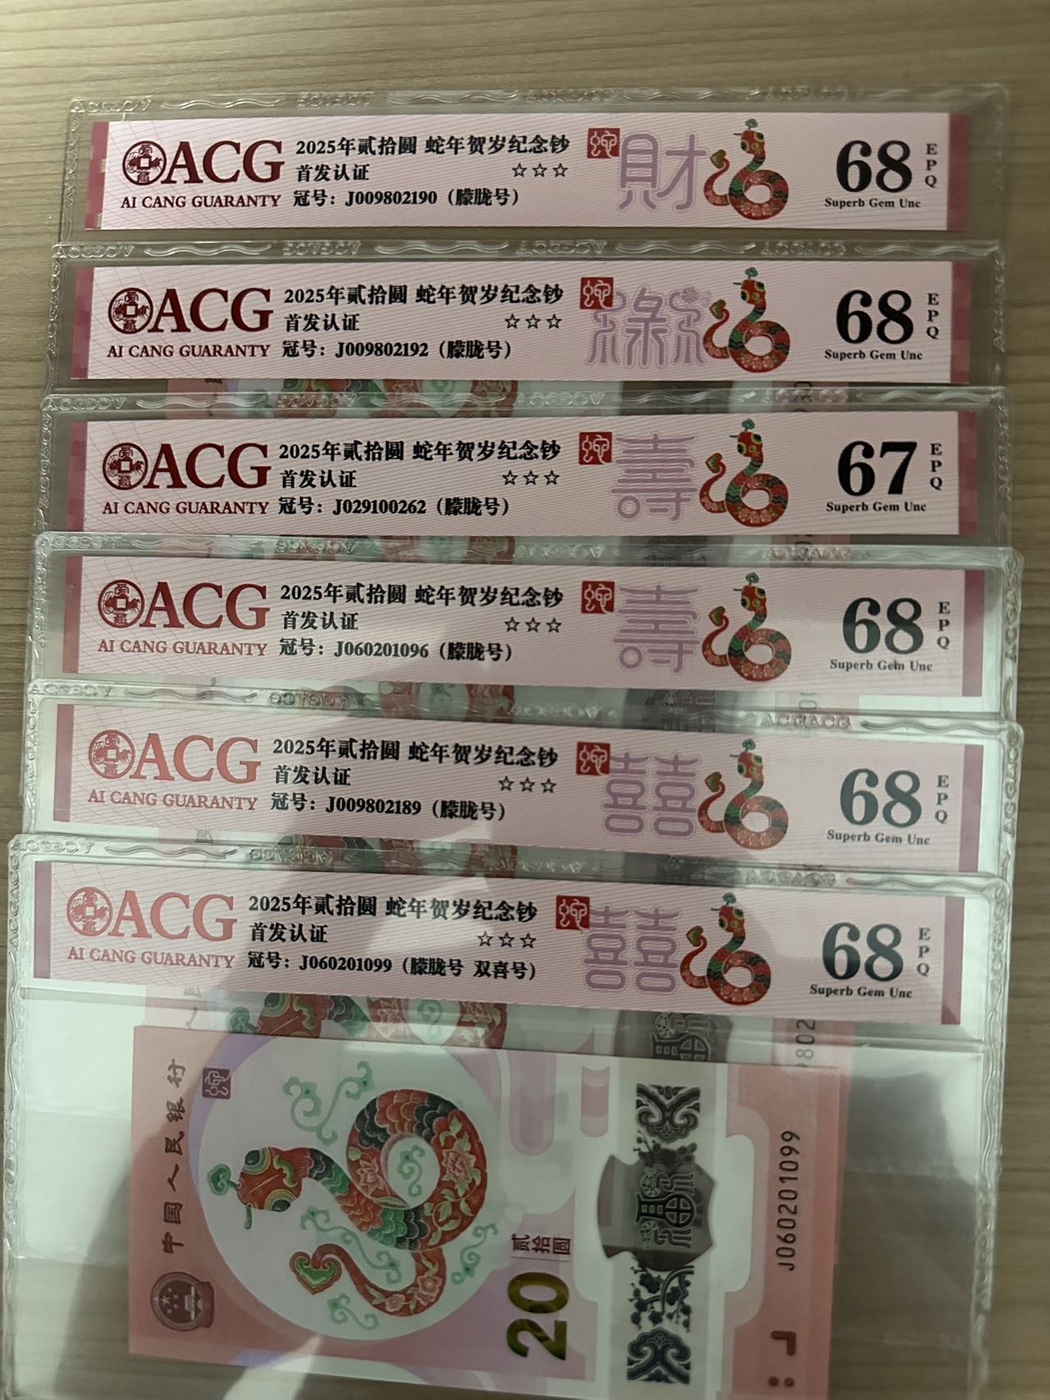 ACG
AI CANG GUARANTY
2025年貳拾圆 蛇年贺岁纪念钞
首发认证 ☆☆☆
冠号：J009802190（朦胧号）
財
68
EPQ
Superb Gem Unc
ACG
AI CANG GUARANTY
2025年貳拾圆 蛇年贺岁纪念钞
首发认证 ☆☆☆
冠号：J009802192（朦胧号）
祿
68
EPQ
Superb Gem Unc
ACG
AI CANG GUARANTY
2025年貳拾圆 蛇年贺岁纪念钞
首发认证 ☆☆☆
冠号：J029100262（朦胧号）
壽
67
EPQ
Superb Gem Unc
ACG
AI CANG GUARANTY
2025年貳拾圆 蛇年贺岁纪念钞
首发认证 ☆☆☆
冠号：J060201096（朦胧号）
壽
68
EPQ
Superb Gem Unc
ACG
AI CANG GUARANTY
2025年貳拾圆 蛇年贺岁纪念钞
首发认证 ☆☆☆
冠号：J009802189（朦胧号）
囍
68
EPQ
Superb Gem Unc
ACG
AI CANG GUARANTY
2025年貳拾圆 蛇年贺岁纪念钞
首发认证 ☆☆☆
冠号：J060201099（朦胧号 双喜号）
囍
68
EPQ
Superb Gem Unc
中国人民银行
貳拾圆
20
J060201099